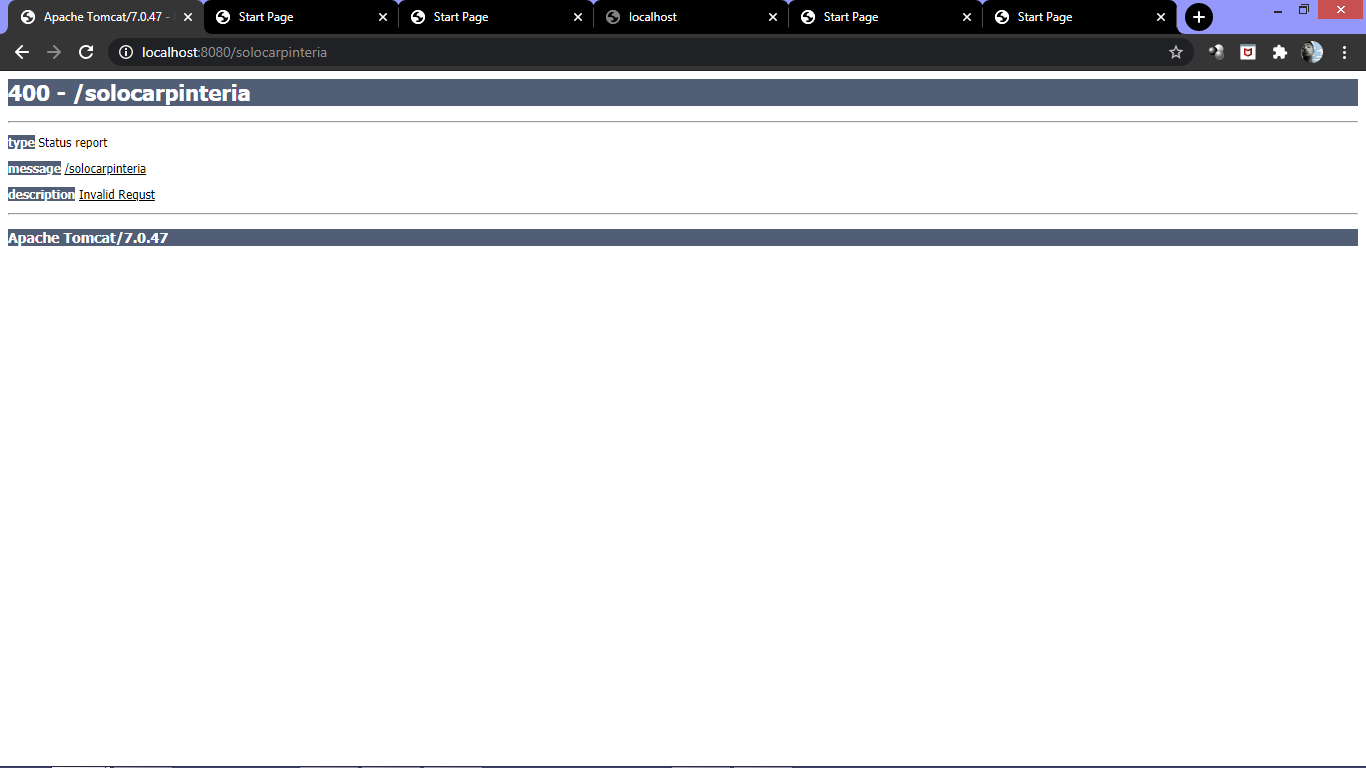 Apache Tomcat/7.0.47 -
Start Page
Start Page
localhost
Start Page
Start Page
localhost:8080/solocarpinteria
400 - /solocarpinteria
type Status report
message /solocarpinteria
description Invalid Requst
Apache Tomcat/7.0.47